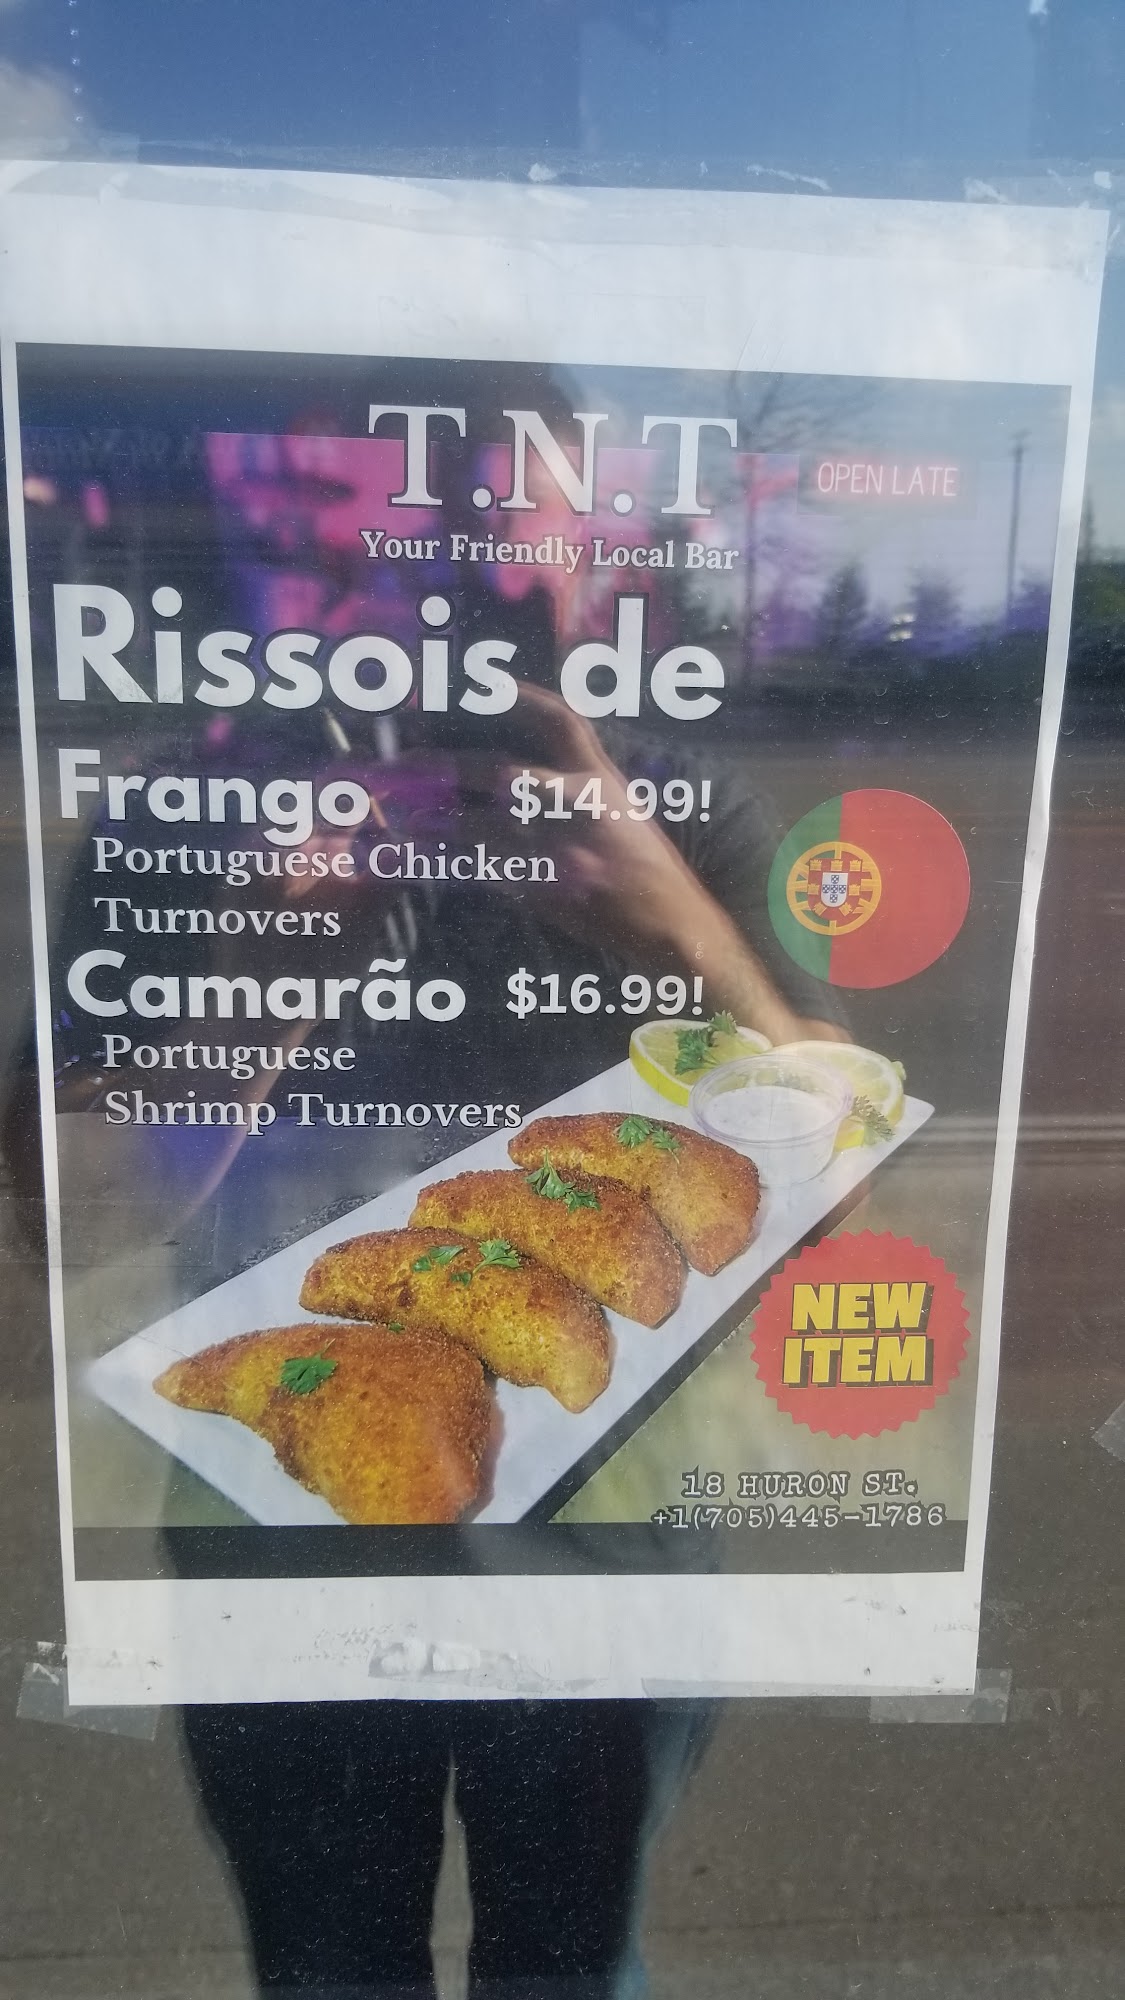 T.N.T
OPEN LATE
Your Friendly Local Bar
Rissois de
Frango $14.99!
Portuguese Chicken
Turnovers
Camarão $16.99!
Portuguese
Shrimp Turnovers
NEW
ITEM
18 HURON ST.
+1(705)445-1786